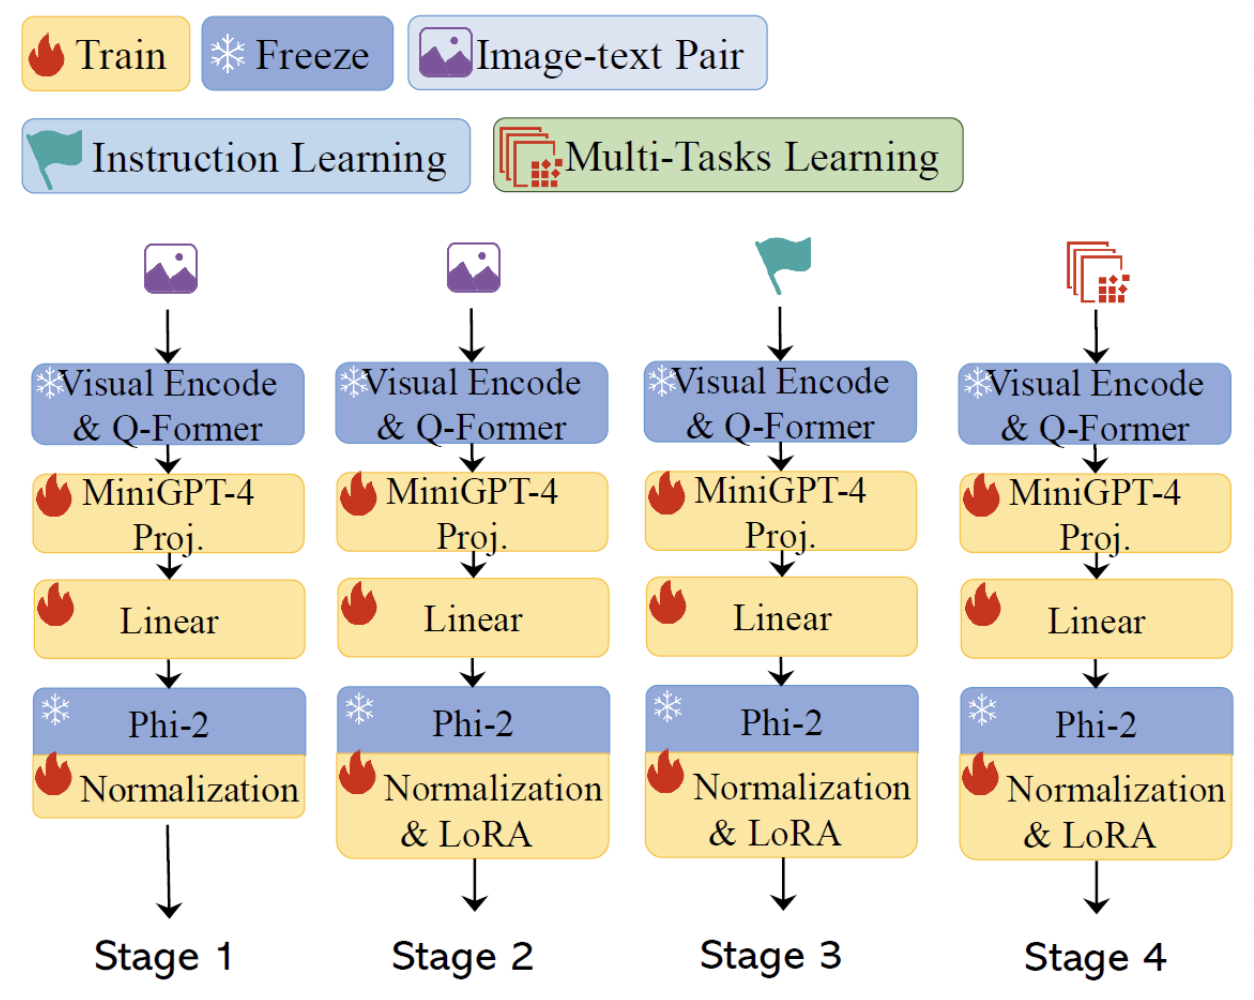 Train
Freeze
Image-text Pair
Instruction Learning
Multi-Tasks Learning
Visual Encode
& Q-Former
MiniGPT-4
Proj.
Linear
Phi-2
Normalization
Stage 1
Visual Encode
& Q-Former
MiniGPT-4
Proj.
Linear
Phi-2
Normalization
& LoRA
Stage 2
Visual Encode
& Q-Former
MiniGPT-4
Proj.
Linear
Phi-2
Normalization
& LoRA
Stage 3
Visual Encode
& Q-Former
MiniGPT-4
Proj.
Linear
Phi-2
Normalization
& LoRA
Stage 4